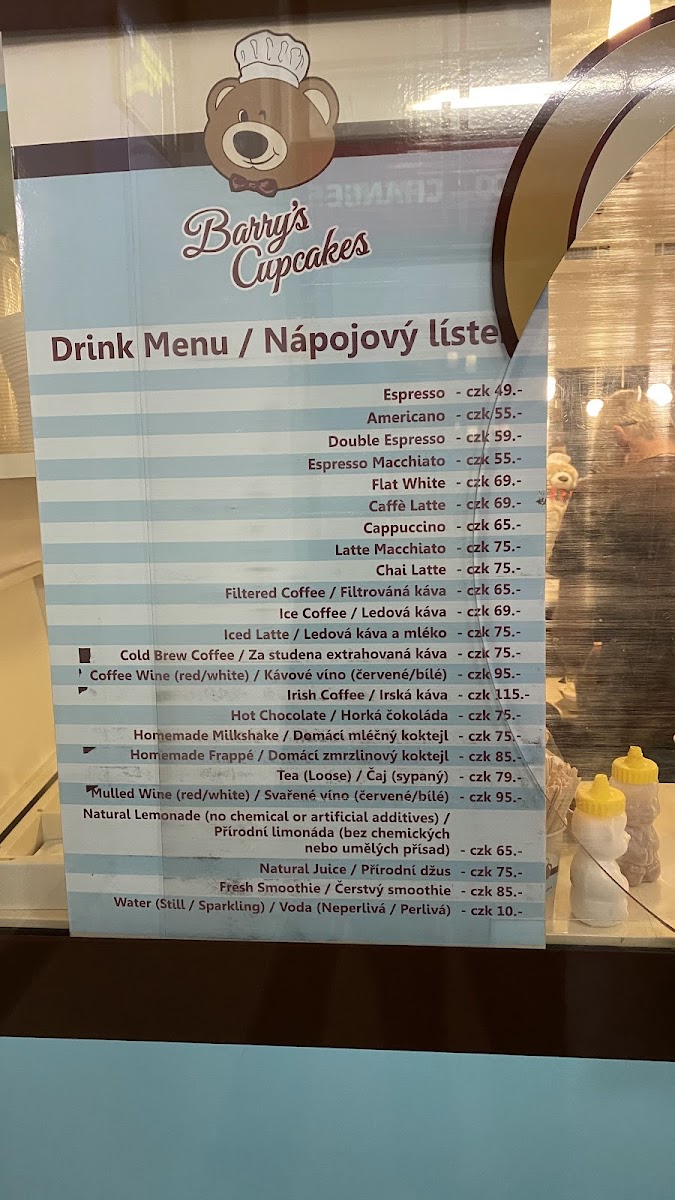 Barry's
Cupcakes
Drink Menu / Nápojový líste
Espresso - czk 49.-
Americano - czk 55.-
Double Espresso - czk 59.-
Espresso Macchiato - czk 55.-
Flat White - czk 69.-
Caffè Latte - czk 69.-
Cappuccino - czk 65.-
Latte Macchiato - czk 75.-
Chai Latte - czk 75.-
Filtered Coffee / Filtrováná káva - czk 65.-
Ice Coffee / Ledová káva - czk 69.-
Iced Latte / Ledová káva a mléko - czk 75.-
Cold Brew Coffee / Za studena extrahovaná káva - czk 75.-
Coffee Wine (red/white) / Kávové víno (červené/bílé) - czk 95.-
Irish Coffee / Irská káva - czk 115.-
Hot Chocolate / Horká čokoláda - czk 75.-
Homemade Milkshake / Domácí mléčný koktejl - czk 75.-
Homemade Frappé / Domácí zmrzlinový koktejl - czk 85.-
Tea (Loose) / Čaj (sypaný) - czk 79.-
Mulled Wine (red/white) / Svařené víno (červené/bílé) - czk 95.-
Natural Lemonade (no chemical or artificial additives) /
Přírodní limonáda (bez chemických
nebo umělých přísad) - czk 65.-
Natural Juice / Přírodní džus - czk 75.-
Fresh Smoothie / Čerstvý smoothie - czk 85.-
Water (Still / Sparkling) / Voda (Neperlivá / Perlivá) - czk 10.-